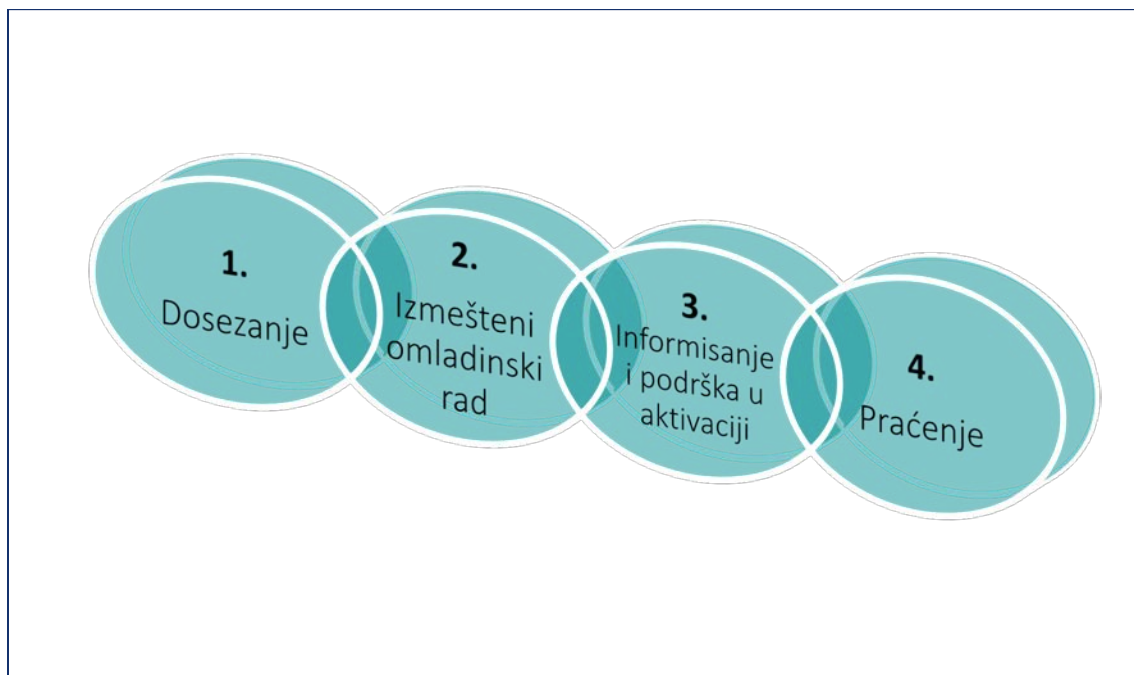 1.
Dosezanje
2.
Izmešteni
omladinski
rad
3.
Informisanje
i podrška u
aktivaciji
4.
Praćenje